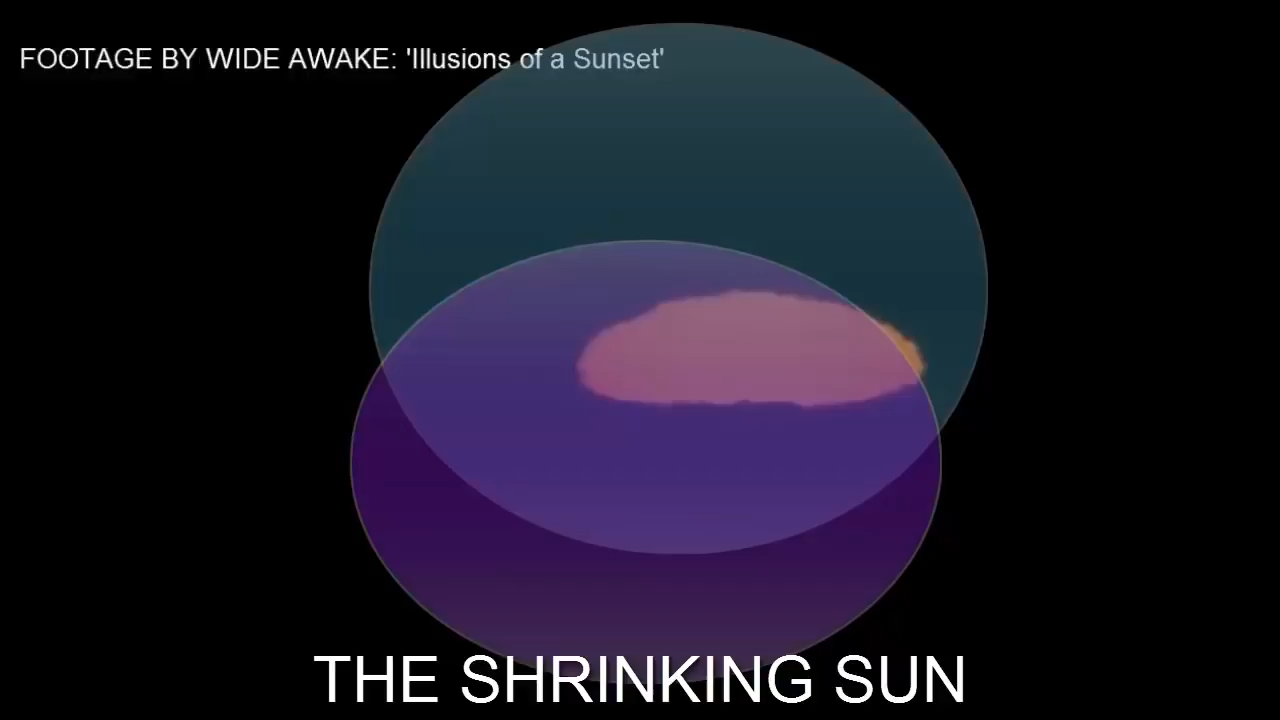 FOOTAGE BY WIDE AWAKE: 'Illusions of a Sunset'
THE SHRINKING SUN